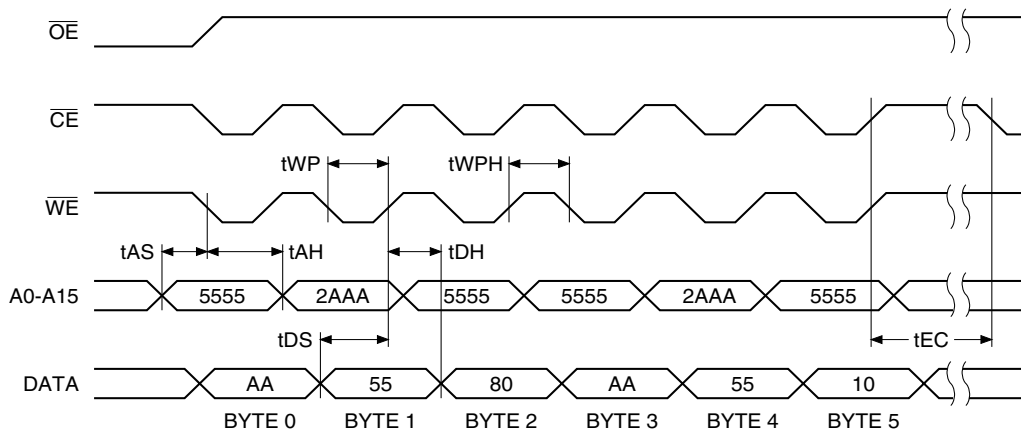 OE
CE
tWP tWPH
WE
tAS tAH tDH
A0-A15 5555 2AAA 5555 5555 2AAA 5555
tDS tEC
DATA AA 55 80 AA 55 10
BYTE 0 BYTE 1 BYTE 2 BYTE 3 BYTE 4 BYTE 5